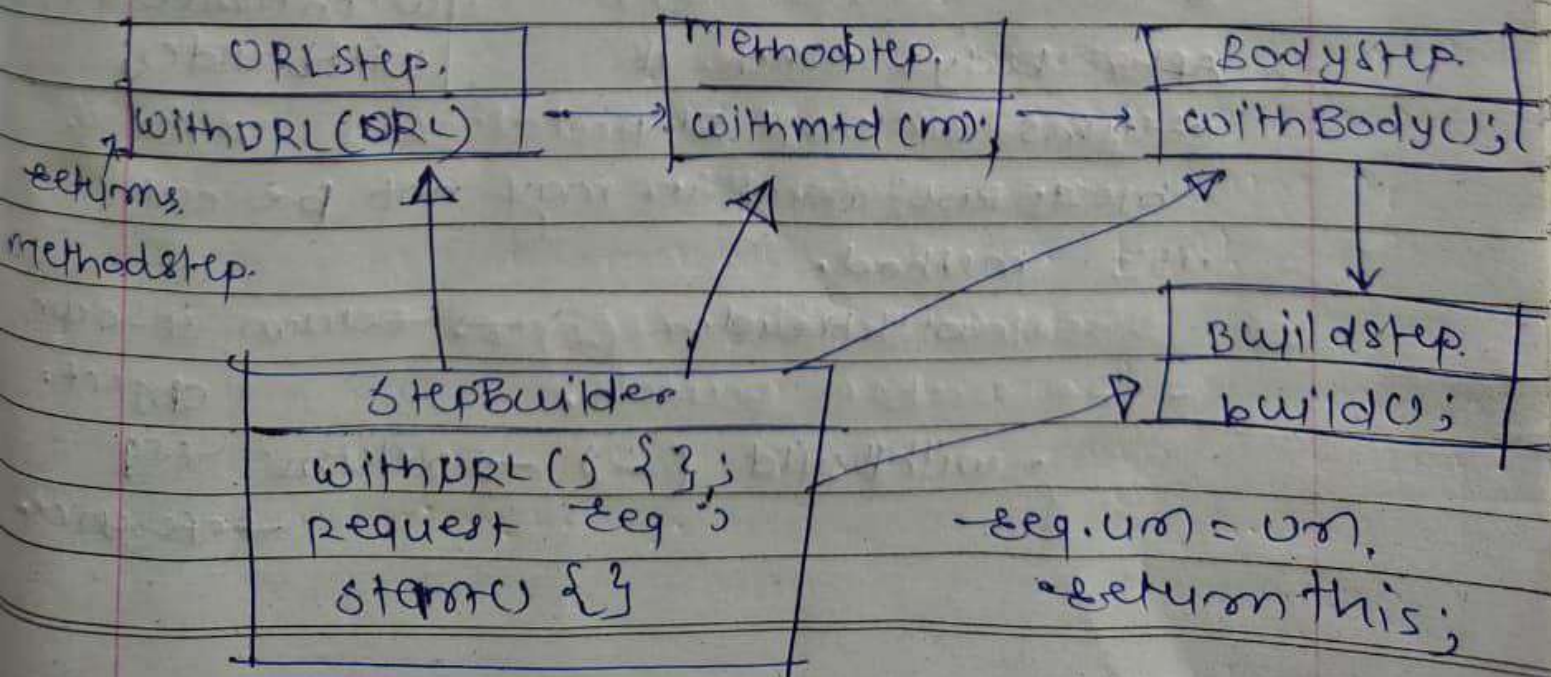 URLStep.
withURL(URL)
returns.
methodstep.
Methodstep.
withmtd(m);
BodyStep.
withBody();
Buildstep.
build();
StepBuilder
withURL() {};
Request req;
start() {}
req.url = url.
return this;